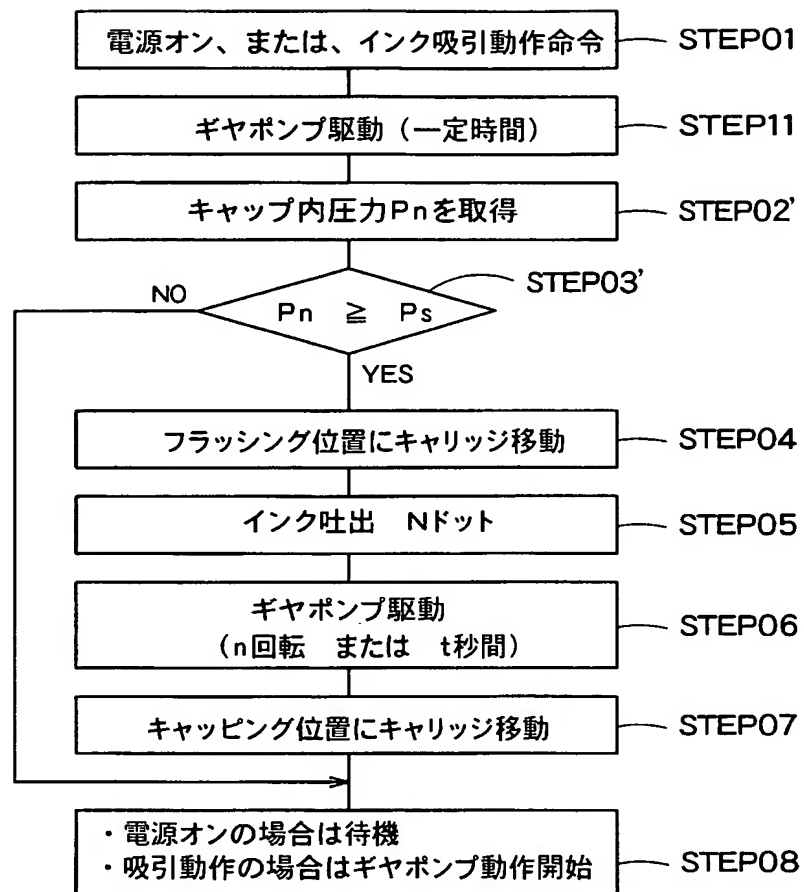 電源オン、または、インク吸引動作命令 STEP01
ギヤポンプ駆動（一定時間） STEP11
キャップ内圧力Pnを取得 STEP02'
STEP03'
NO Pn ≧ Ps
YES
フラッシング位置にキャリッジ移動 STEP04
インク吐出 Nドット STEP05
ギヤポンプ駆動
（n回転 または t秒間） STEP06
キャッピング位置にキャリッジ移動 STEP07
・電源オンの場合は待機
・吸引動作の場合はギヤポンプ動作開始 STEP08